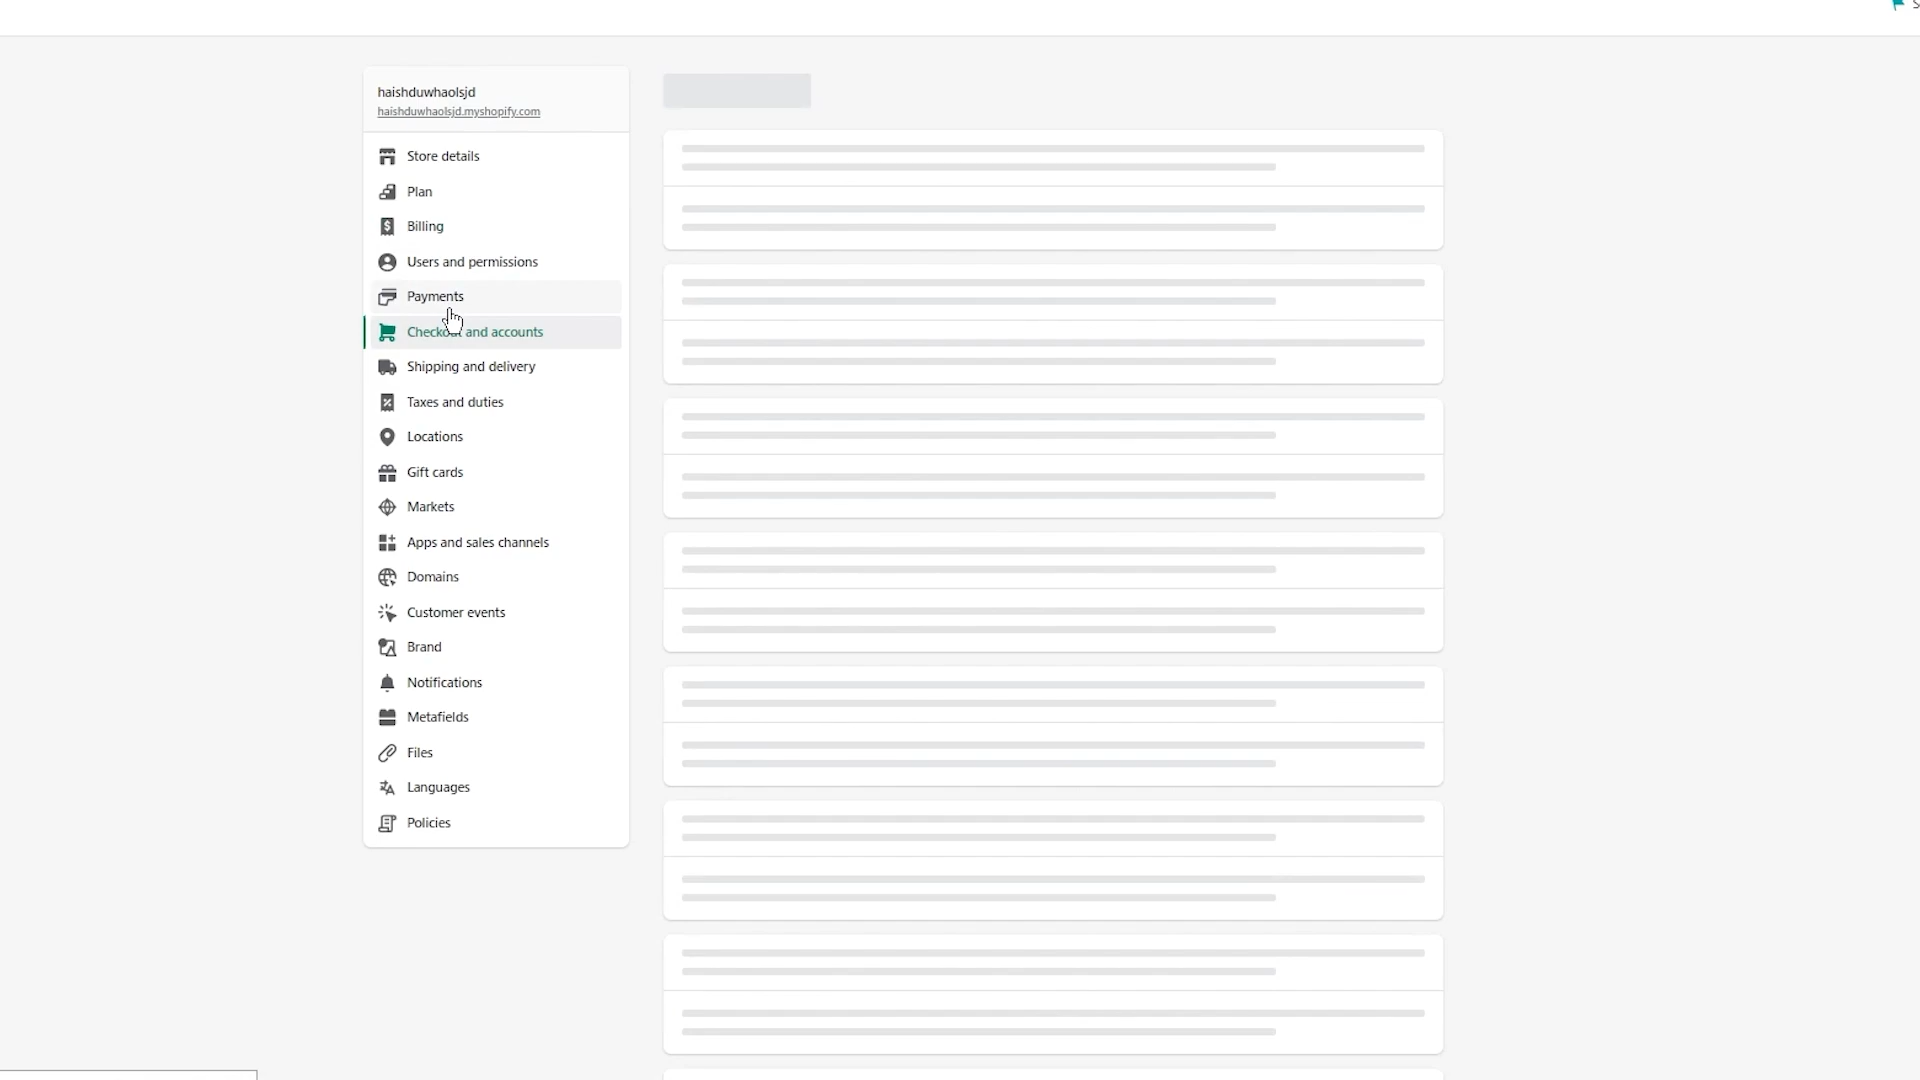 haishduwhaolsjd
haishduwhaolsjd.myshopify.com
Store details
Plan
Billing
Users and permissions
Payments
Checkout and accounts
Shipping and delivery
Taxes and duties
Locations
Gift cards
Markets
Apps and sales channels
Domains
Customer events
Brand
Notifications
Metafields
Files
Languages
Policies